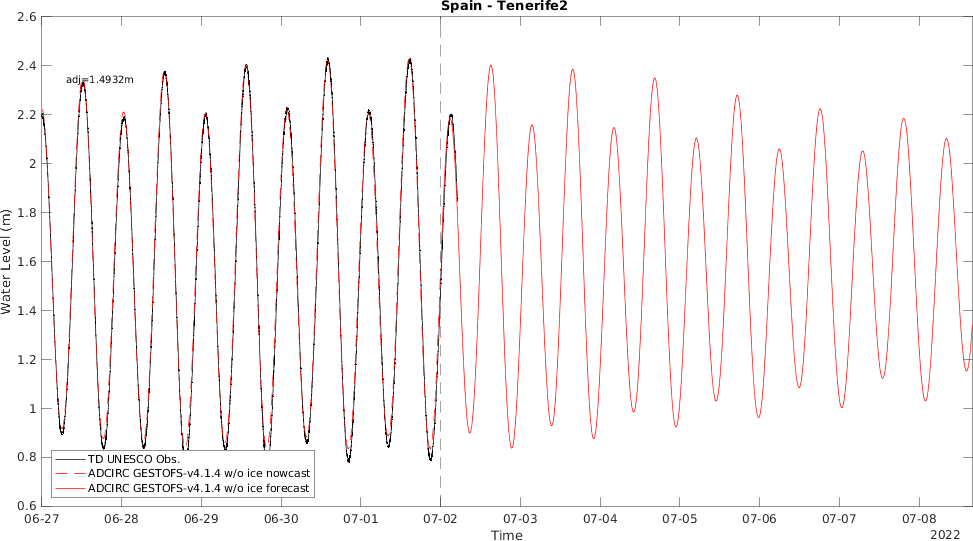 Spain - Tenerife2
2.6
2.4
2.2
2
1.8
1.6
1.4
1.2
1
0.8
0.6
Water Level (m)
adj=1.4932m
TD UNESCO Obs.
ADCIRC GESTOFS-v4.1.4 w/o ice nowcast
ADCIRC GESTOFS-v4.1.4 w/o ice forecast
06-27 06-28 06-29 06-30 07-01 07-02 07-03 07-04 07-05 07-06 07-07 07-08
2022
Time